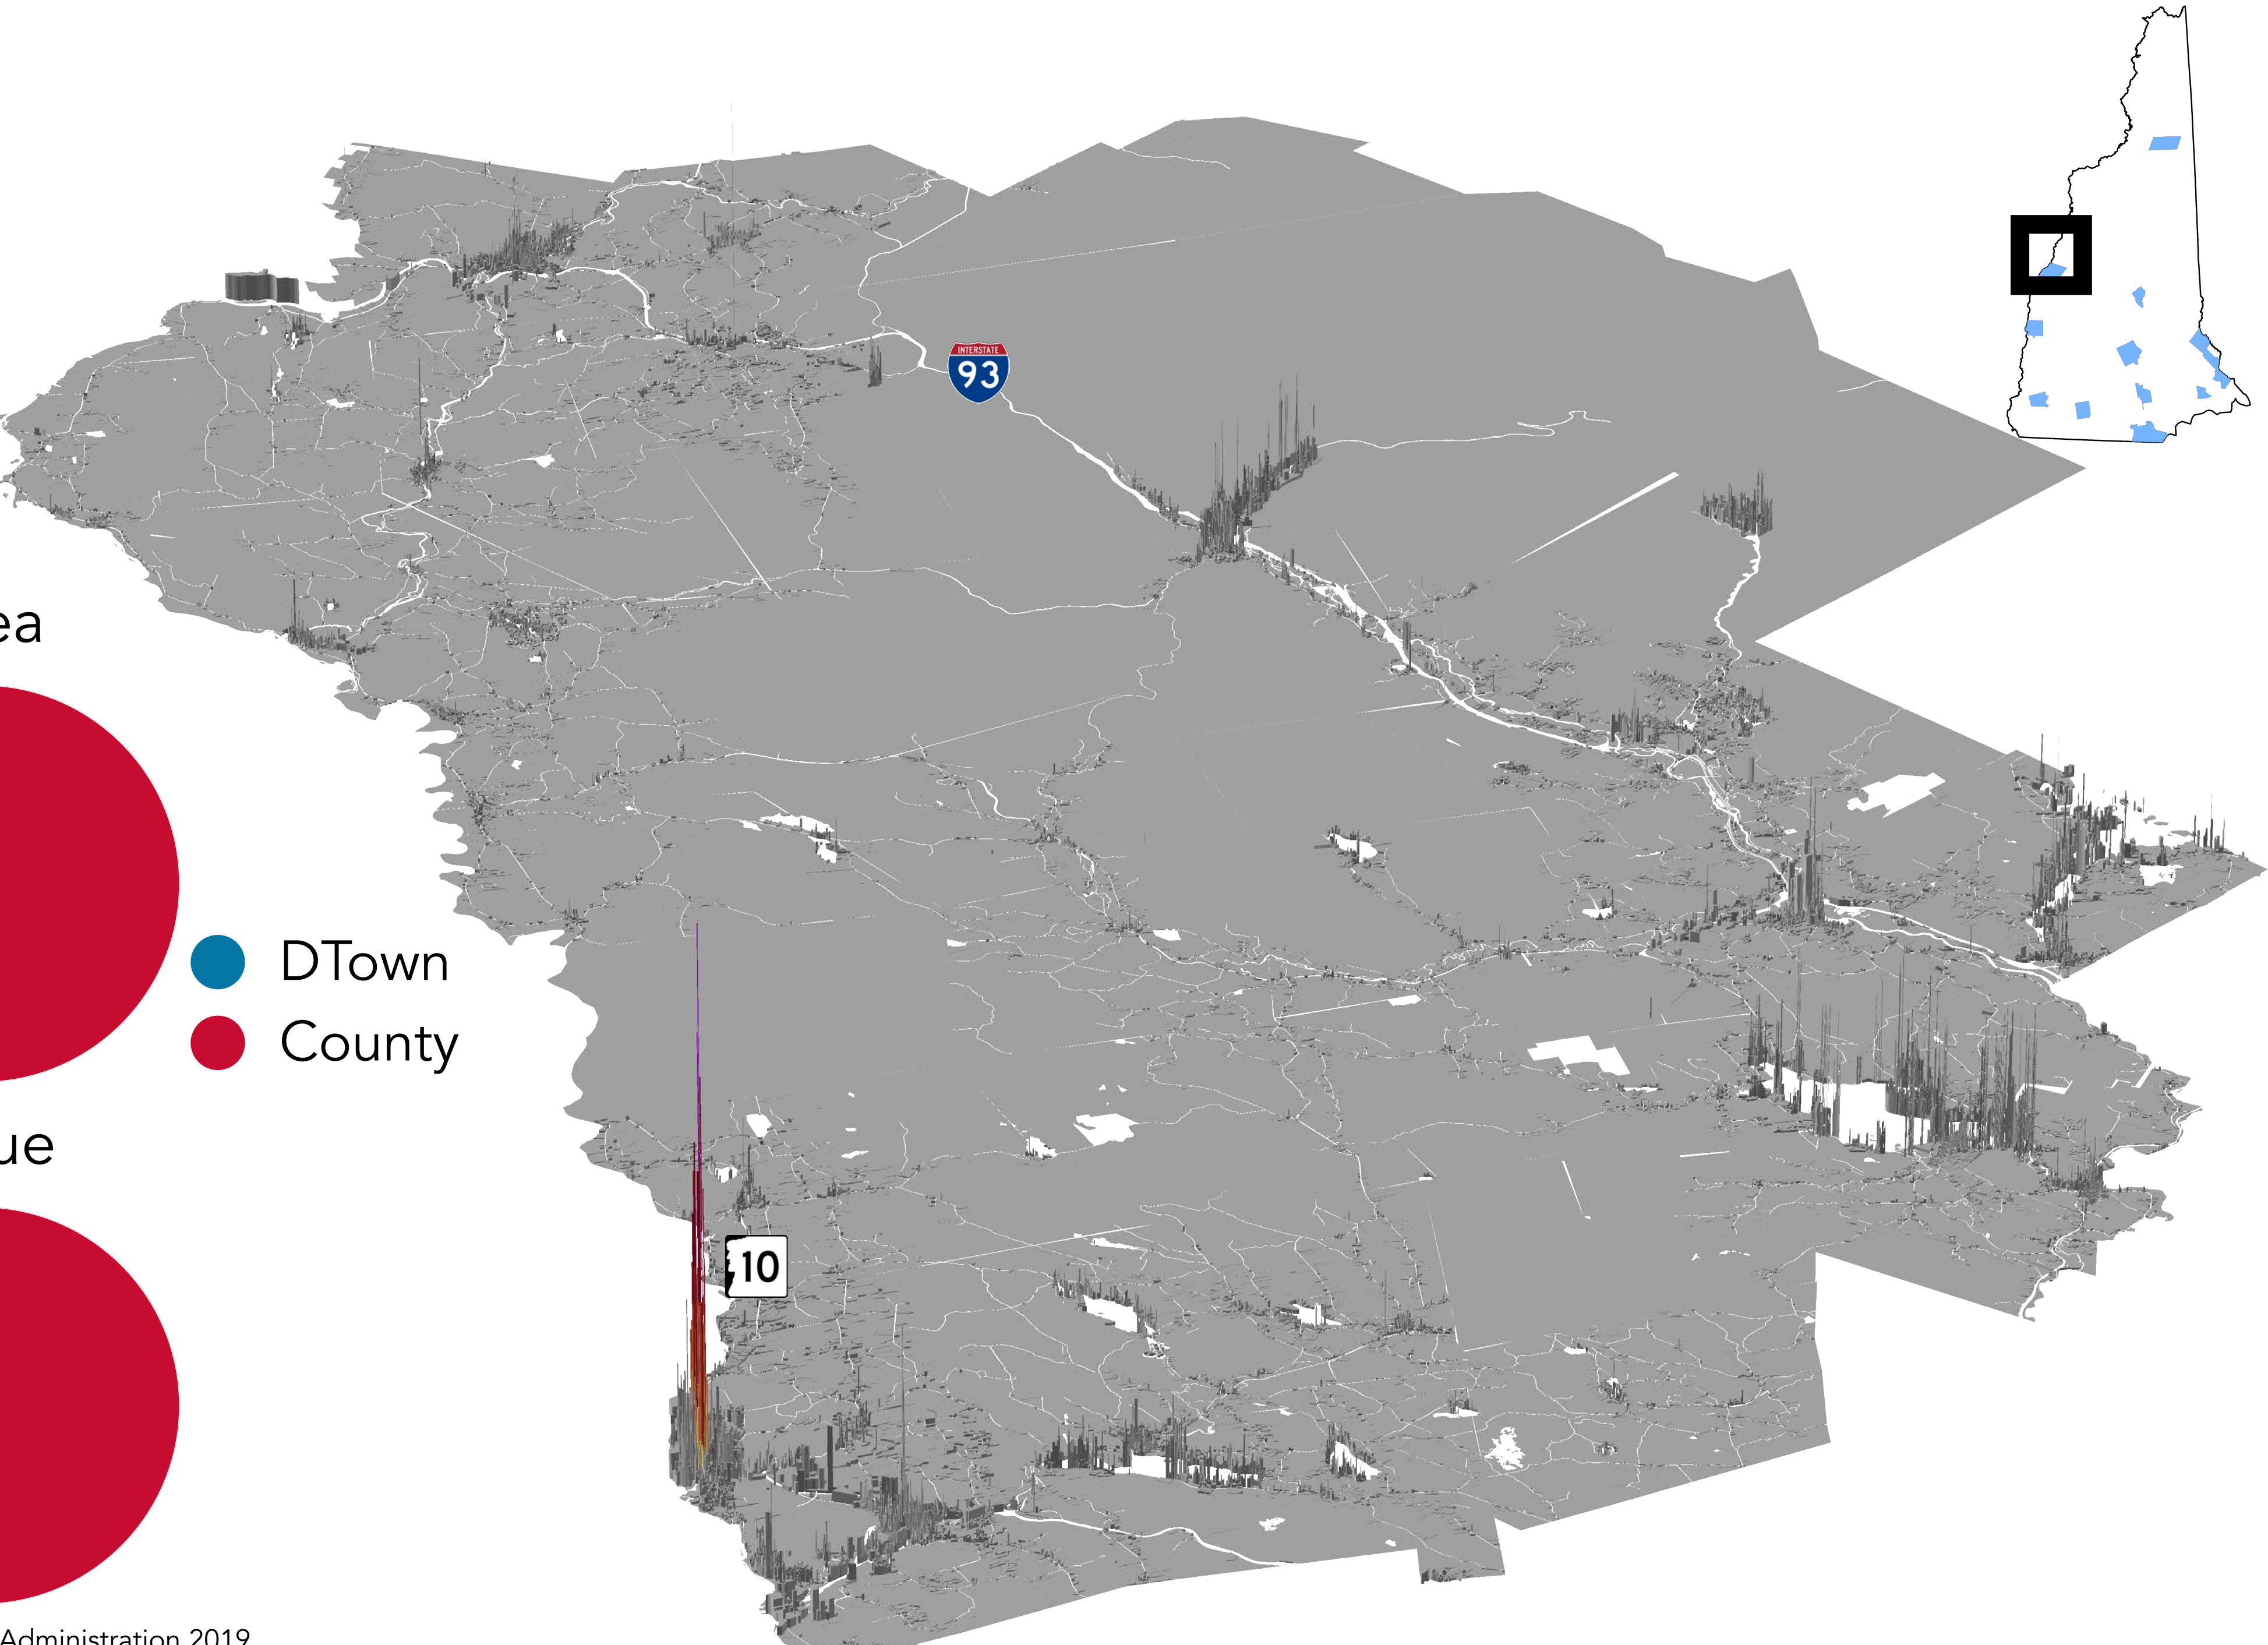 INTERSTATE
93
ea
DTown
County
ue
10
Administration 2019